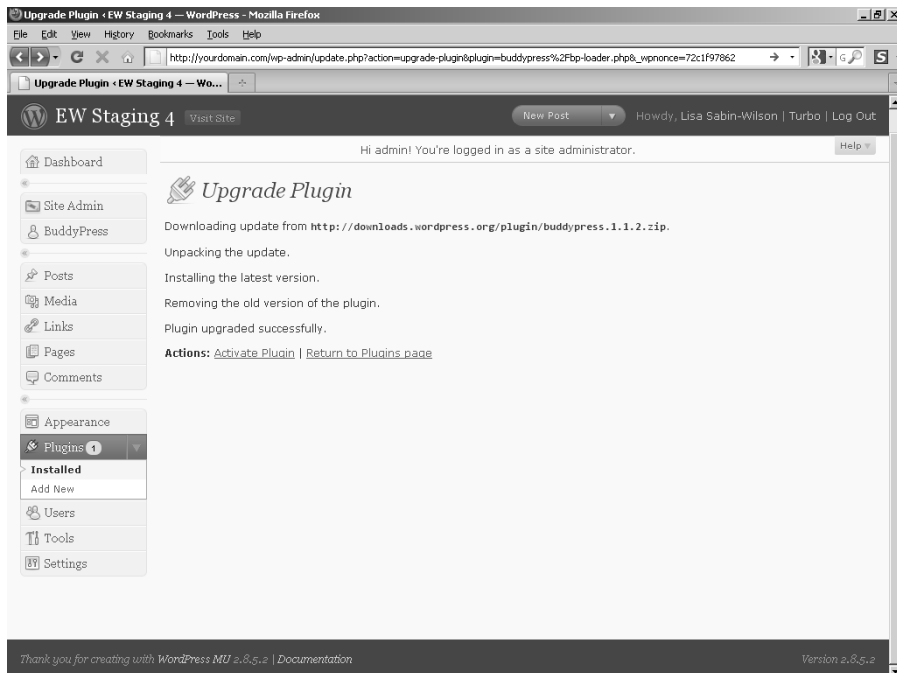 Upgrade Plugin ‹ EW Staging 4 — WordPress - Mozilla Firefox
File Edit View History Bookmarks Tools Help
http://yourdomain.com/wp-admin/update.php?action=upgrade-plugin&plugin=buddypress%2Fbp-loader.php&_wpnonce=72c1f97862
G
S
Upgrade Plugin ‹ EW Staging 4 — Wo...
EW Staging 4 Visit Site New Post Howdy, Lisa Sabin-Wilson | Turbo | Log Out
Hi admin! You're logged in as a site administrator. Help
Dashboard
Site Admin
BuddyPress
Posts
Media
Links
Pages
Comments
Appearance
Plugins 1
Installed
Add New
Users
Tools
Settings
Upgrade Plugin
Downloading update from http://downloads.wordpress.org/plugin/buddypress.1.1.2.zip.
Unpacking the update.
Installing the latest version.
Removing the old version of the plugin.
Plugin upgraded successfully.
Actions: Activate Plugin | Return to Plugins page
Thank you for creating with WordPress MU 2.8.5.2 | Documentation Version 2.8.5.2